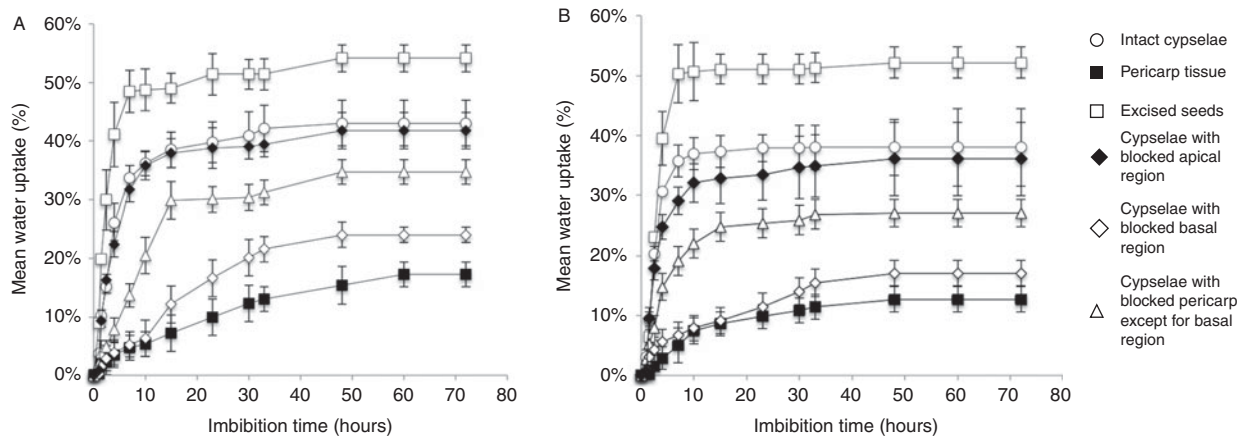 A
60%
50%
40%
30%
20%
10%
0%
Mean water uptake (%)
0 10 20 30 40 50 60 70 80
Imbibition time (hours)
B
60%
50%
40%
30%
20%
10%
0%
Mean water uptake (%)
0 10 20 30 40 50 60 70 80
Imbibition time (hours)
Intact cypselae
Pericarp tissue
Excised seeds
Cypselae with
blocked apical
region
Cypselae with
blocked basal
region
Cypselae with
blocked pericarp
except for basal
region